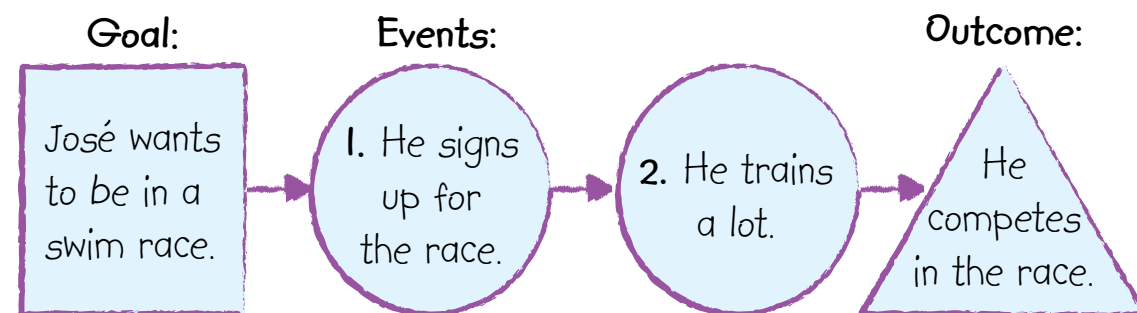 Goal:
José wants
to be in a
swim race.
Events:
1. He signs
up for
the race.
2. He trains
a lot.
Outcome:
He
competes
in the race.